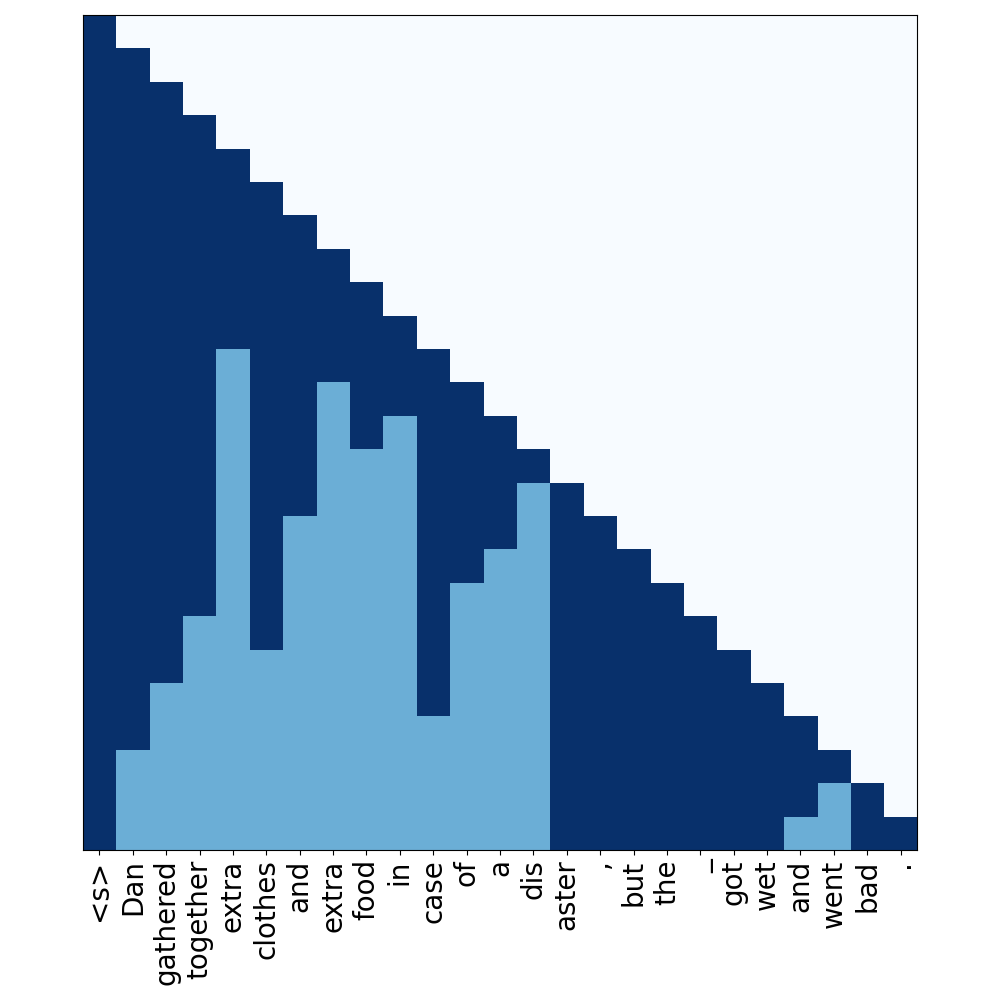 <s>
Dan
gathered
together
extra
clothes
and
extra
food
in
case
of
a
dis
aster
,
but
the
_
got
wet
and
went
bad
.